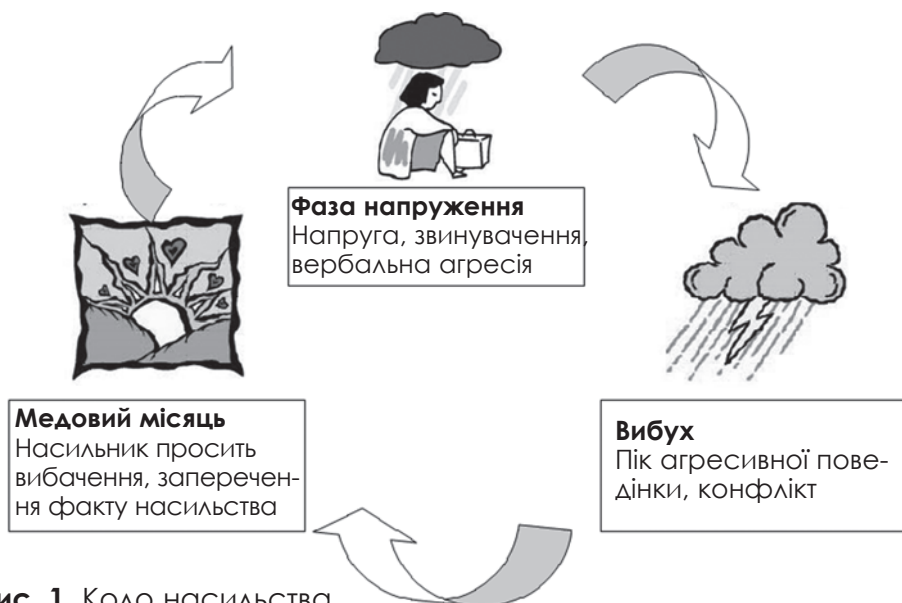 Фаза напруження
Напруга, звинувачення,
вербальна агресія
Вибух
Пік агресивної пове-
дінки, конфлікт
Медовий місяць
Насильник просить
вибачення, заперечен-
ня факту насильства
1. Коло насильства